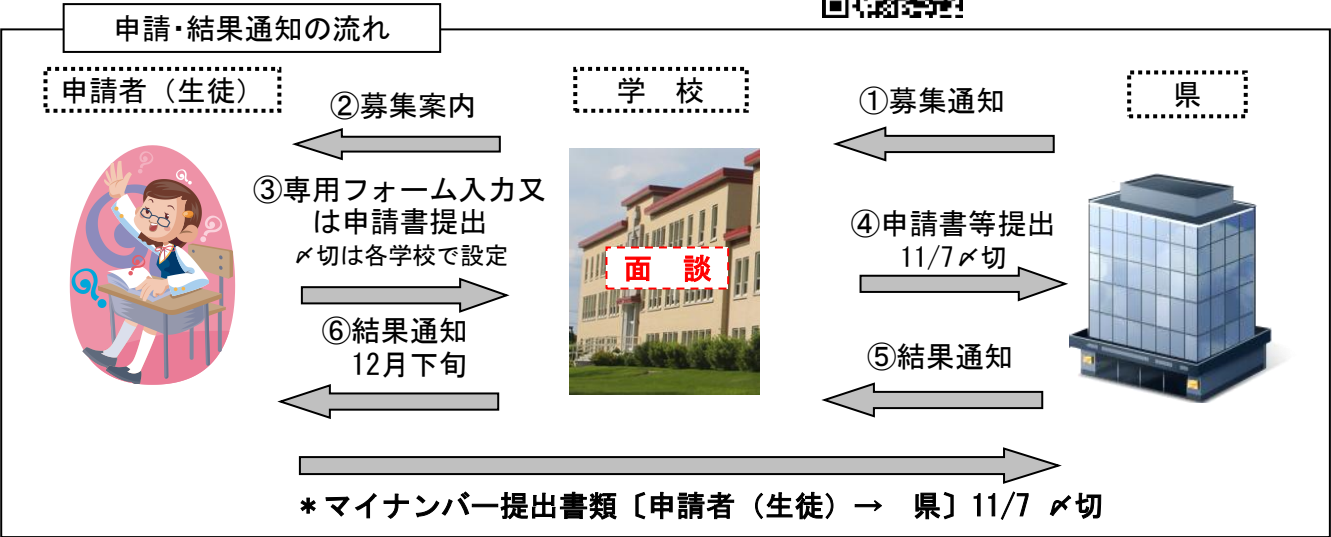 申請・結果通知の流れ
申請者（生徒）
学　校
県
①募集通知
②募集案内
③専用フォーム入力又
は申請書提出
〆切は各学校で設定
面　談
④申請書等提出
11/7〆切
⑤結果通知
⑥結果通知
12月下旬
＊マイナンバー提出書類〔申請者（生徒）→　県〕11/7 〆切